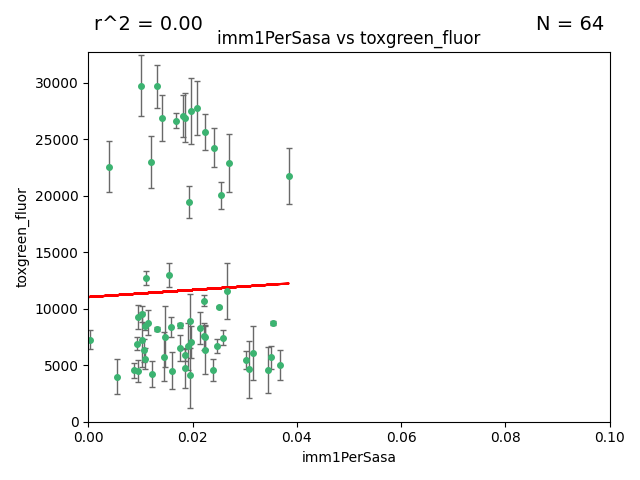 r^2 = 0.00
N = 64
imm1PerSasa vs toxgreen_fluor
30000
25000
20000
15000
10000
5000
0
toxgreen_fluor
0.00
0.02
0.04
0.06
0.08
0.10
imm1PerSasa